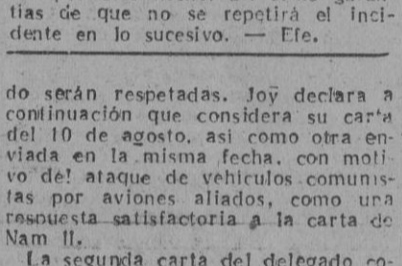 tias de que no se repetirá el inci-
dente en lo sucesivo. — Efe.
do serán respetadas. Joy declara a
continuación que considera su carta
del 10 de agosto, asi como otra en-
viada en la misma fecha, con moti
vo del ataque de vehiculos comunis-
tas por aviones aliados, como una
respuesta satisfactoria a la carta de
Nam Il.
La segunda carta del delegado co-